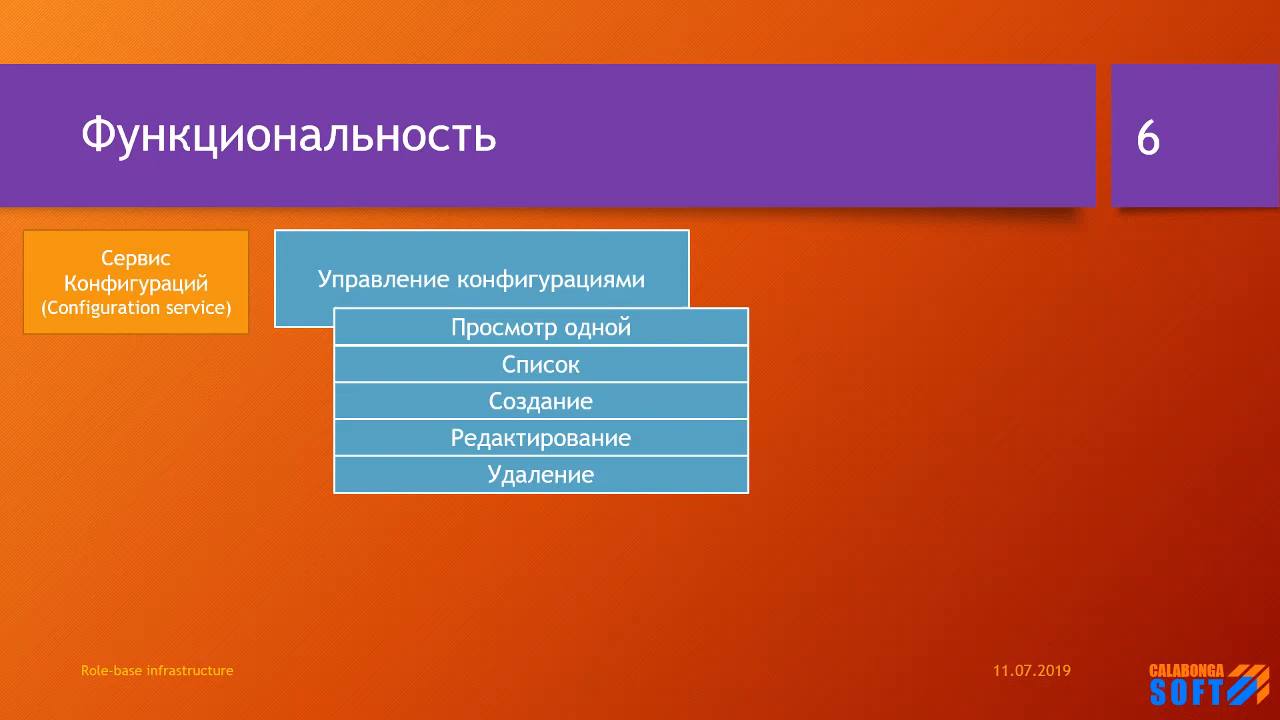 Функциональность
6
Сервис
Конфигураций
(Configuration service)
Управление конфигурациями
Просмотр одной
Список
Создание
Редактирование
Удаление
Role-base infrastructure
11.07.2019
CALABONGA
SOFT